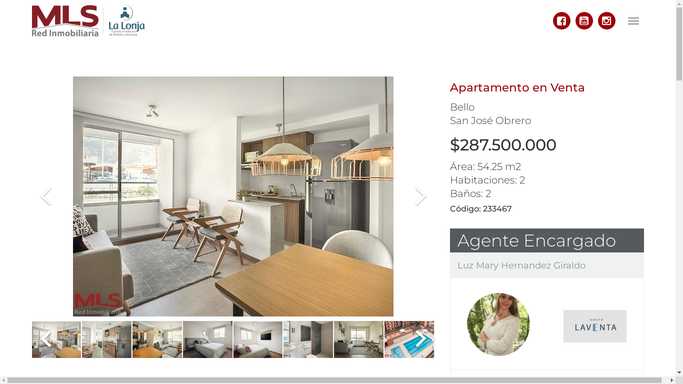 MLS
Red Inmobiliaria
La Lonja
Apartamento en Venta
Bello
San José Obrero
$287.500.000
Área: 54.25 m2
Habitaciones: 2
Baños: 2
Código: 233467
MLS
Red Inmobiliaria
Agente Encargado
Luz Mary Hernandez Giraldo
LAVENTA